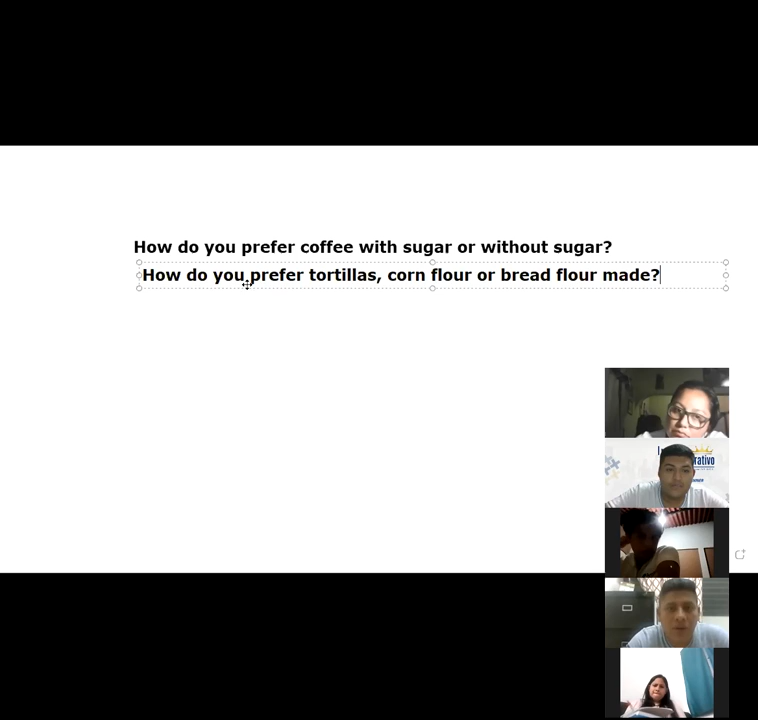 How do you prefer coffee with sugar or without sugar?
How do you prefer tortillas, corn flour or bread flour made?